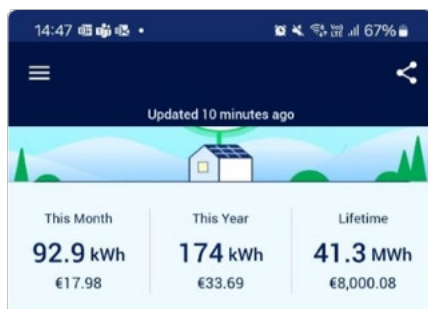 14:47 67%
Updated 10 minutes ago
This Month This Year Lifetime
92.9 kWh 174 kWh 41.3 MWh
€17.98 €33.69 €8,000.08